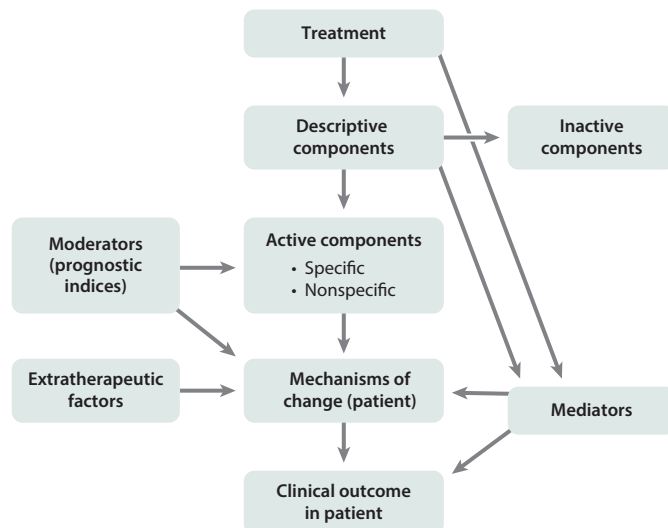 Treatment
Descriptive
components
Inactive
components
Moderators
(prognostic
indices)
Active components
• Specific
• Nonspecific
Extratherapeutic
factors
Mechanisms of
change (patient)
Mediators
Clinical outcome
in patient